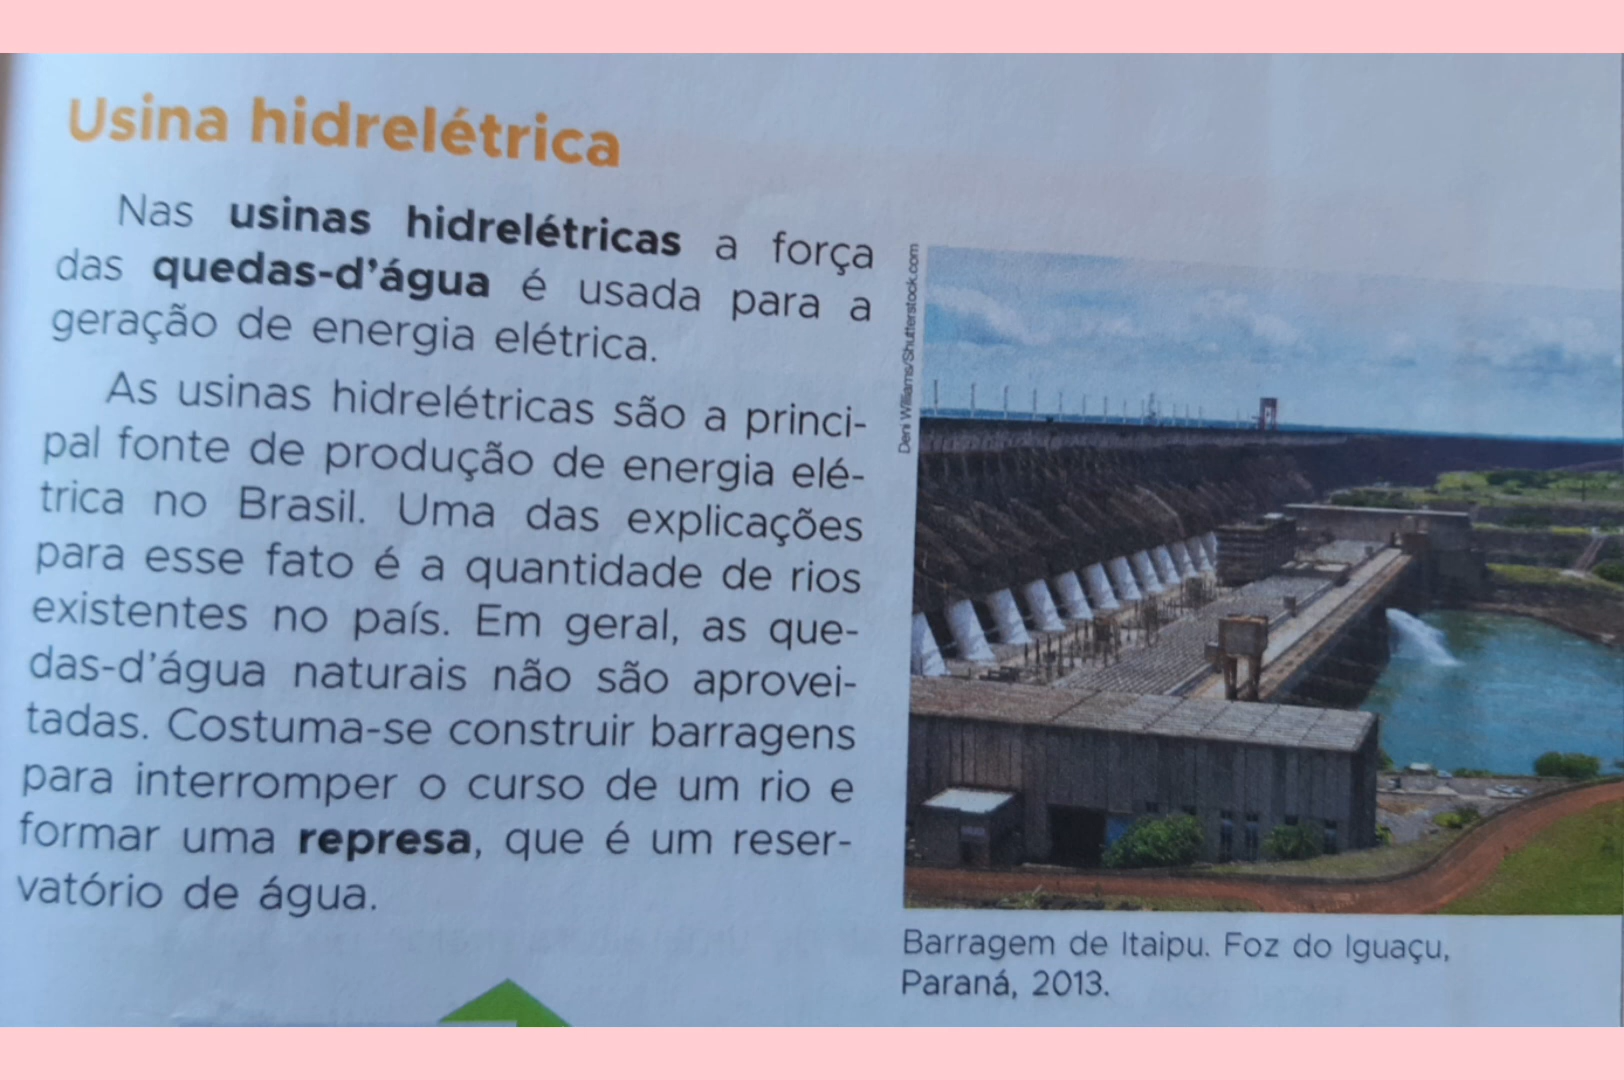 Usina hidrelétrica
Nas usinas hidrelétricas a força
das quedas-d'água é usada para a
geração de energia elétrica.
As usinas hidrelétricas são a princi-
pal fonte de produção de energia elé-
trica no Brasil. Uma das explicações
para esse fato é a quantidade de rios
existentes no país. Em geral, as que-
das-d'água naturais não são aprovei-
tadas. Costuma-se construir barragens
para interromper o curso de um rio e
formar uma represa, que é um reser-
vatório de água.
Deni Williams/Shutterstock.com
Barragem de Itaipu. Foz do Iguaçu,
Paraná, 2013.